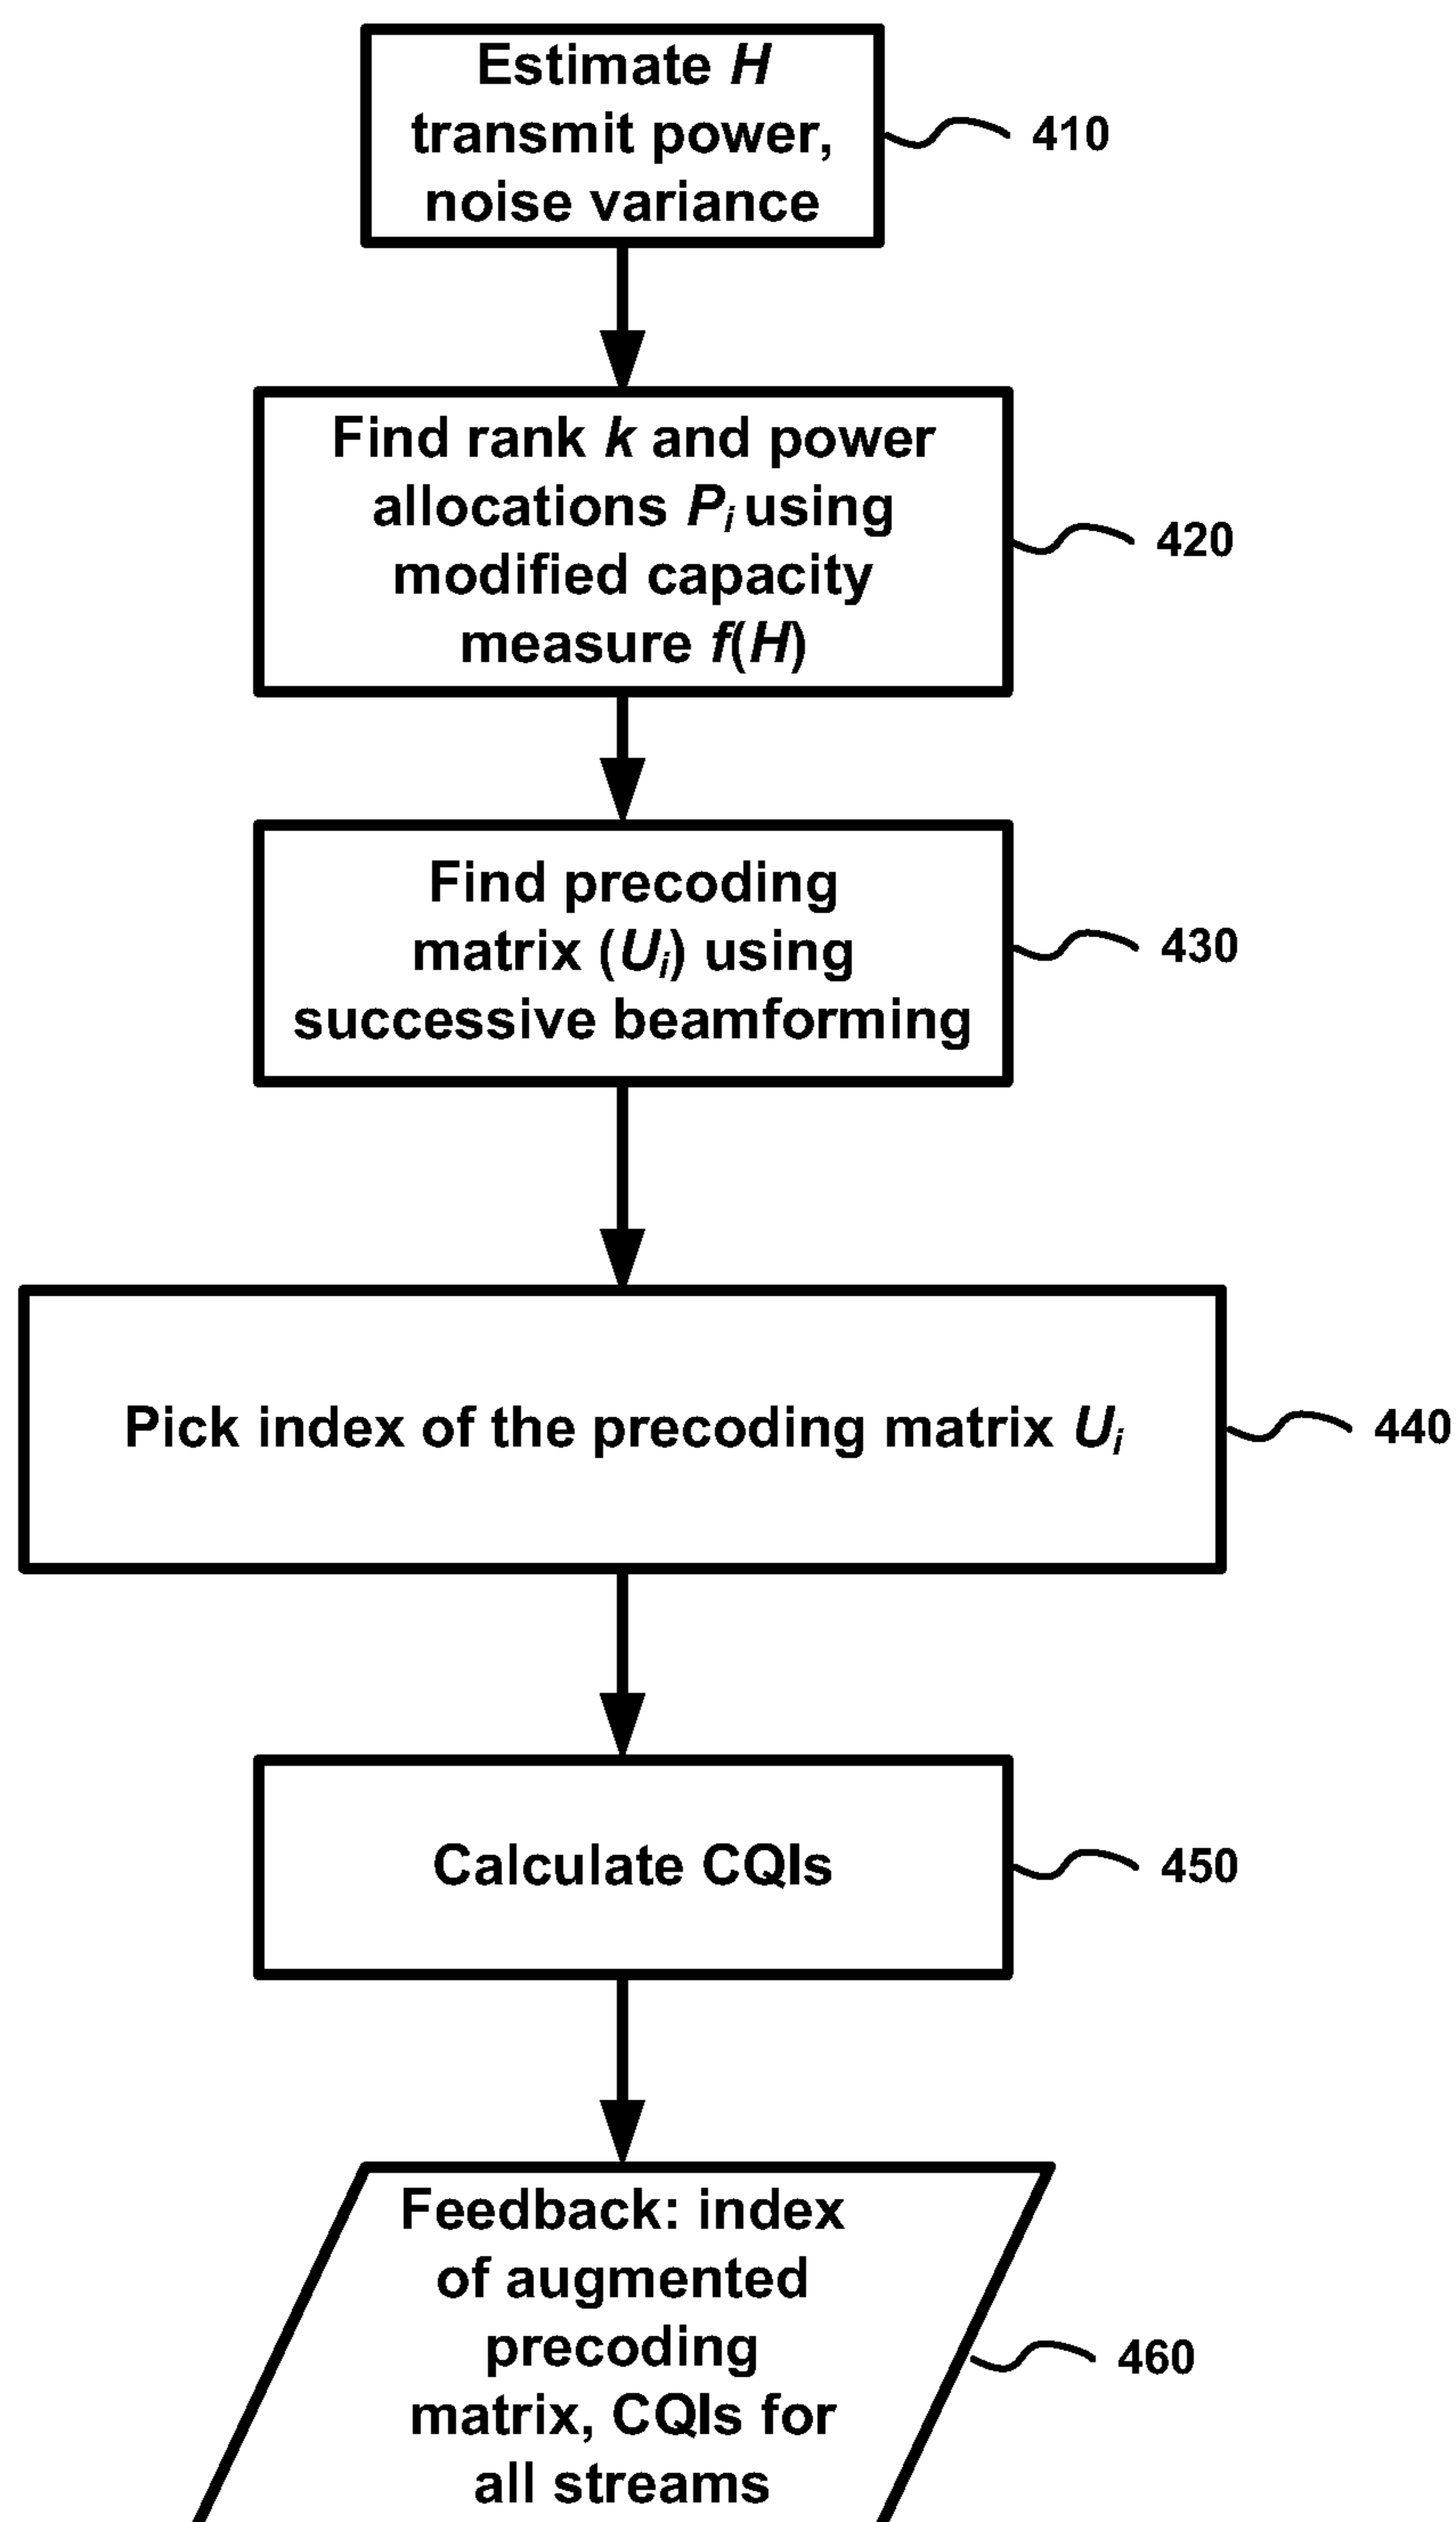 Estimate H
transmit power,
noise variance
410
Find rank k and power
allocations Pi using
modified capacity
measure f(H)
420
Find precoding
matrix (Ui) using
successive beamforming
430
Pick index of the precoding matrix Ui
440
Calculate CQIs
450
Feedback: index
of augmented
precoding
matrix, CQIs for
all streams
460